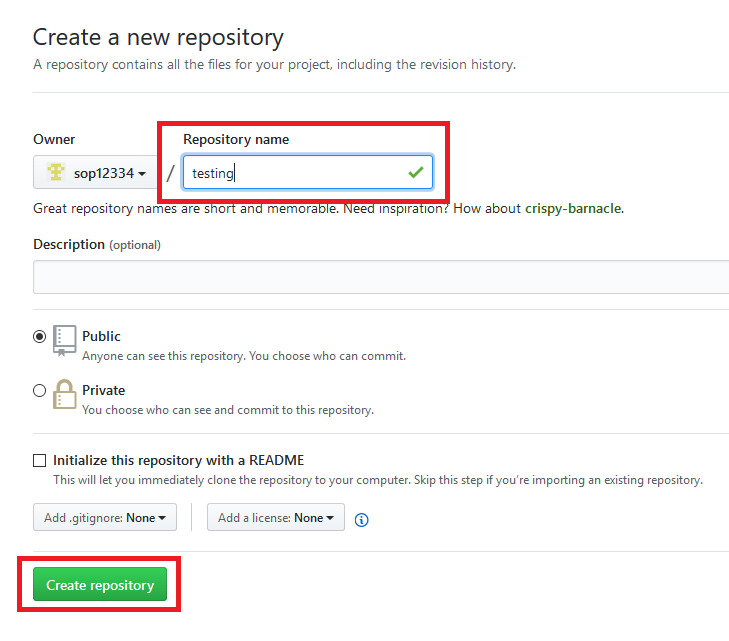 Create a new repository
A repository contains all the files for your project, including the revision history.
Owner
Repository name
sop12334
/
testing
Great repository names are short and memorable. Need inspiration? How about crispy-barnacle.
Description (optional)
Public
Anyone can see this repository. You choose who can commit.
Private
You choose who can see and commit to this repository.
Initialize this repository with a README
This will let you immediately clone the repository to your computer. Skip this step if you're importing an existing repository.
Add .gitignore: None
Add a license: None
Create repository